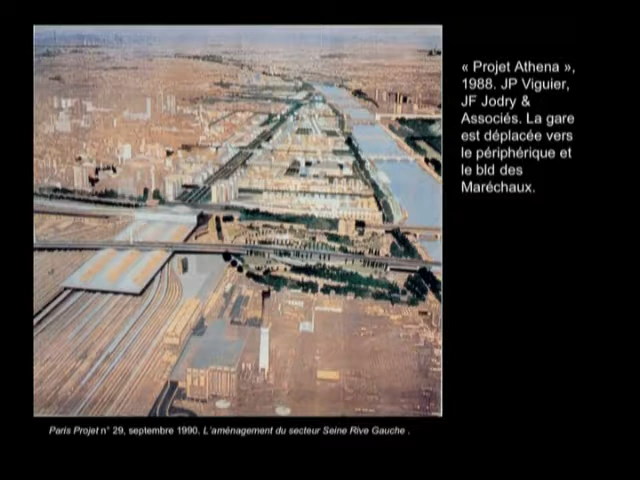 « Projet Athena »,
1988. JP Viguier,
JF Jodry &
Associés. La gare
est déplacée vers
le périphérique et
le bld des
Maréchaux.
Paris Projet n° 29, septembre 1990. L'aménagement du secteur Seine Rive Gauche .